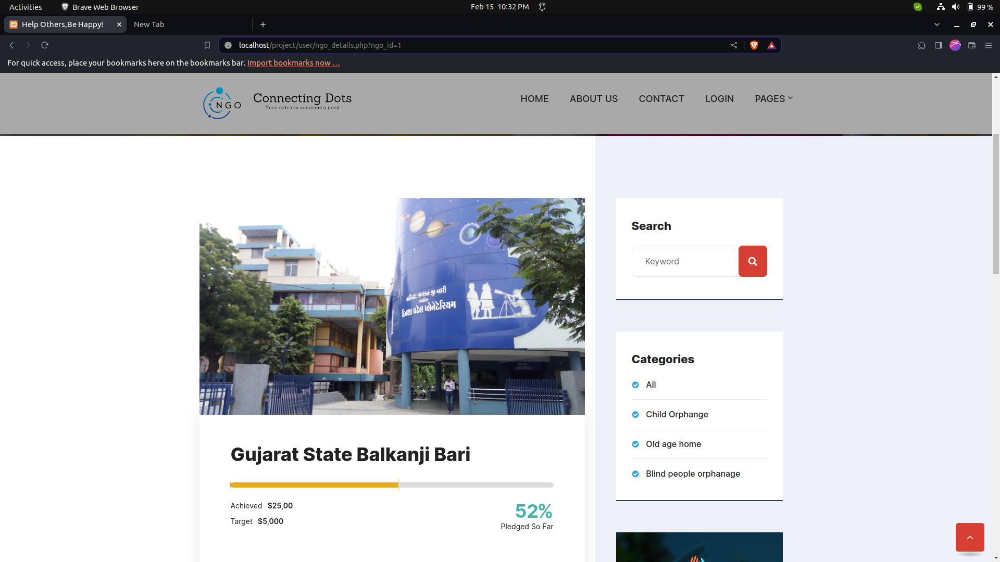 Activities
Brave Web Browser
Feb 15 10:32 PM
99 %
Help Others,Be Happy!
New Tab
localhost/project/user/ngo_details.php?ngo_id=1
For quick access, place your bookmarks here on the bookmarks bar. Import bookmarks now ...
NGO
Connecting Dots
Your extra is someone's need
HOME
ABOUT US
CONTACT
LOGIN
PAGES
સંચાલિત
દિનશા પટેલ પ્લેનેટેરિયમ
Search
Keyword
Categories
All
Child Orphange
Old age home
Blind people orphanage
Gujarat State Balkanji Bari
Achieved $25,00
Target $5,000
52%
Pledged So Far